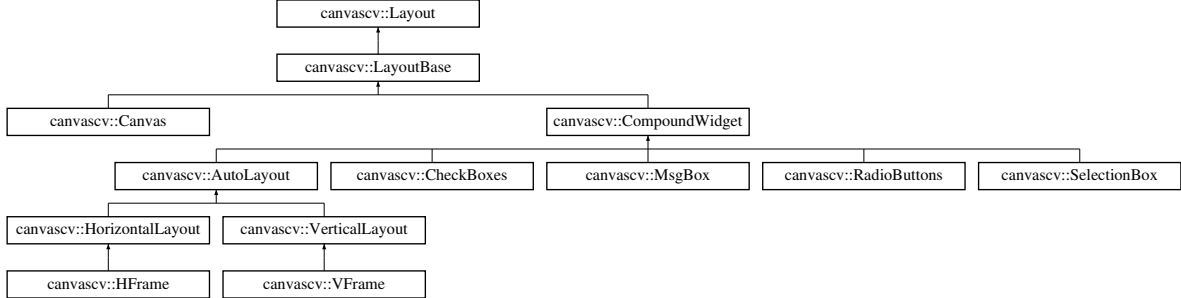 canvascv::Layout
canvascv::LayoutBase
canvascv::Canvas
canvascv::CompoundWidget
canvascv::AutoLayout
canvascv::CheckBoxes
canvascv::MsgBox
canvascv::RadioButtons
canvascv::SelectionBox
canvascv::HorizontalLayout
canvascv::VerticalLayout
canvascv::HFrame
canvascv::VFrame